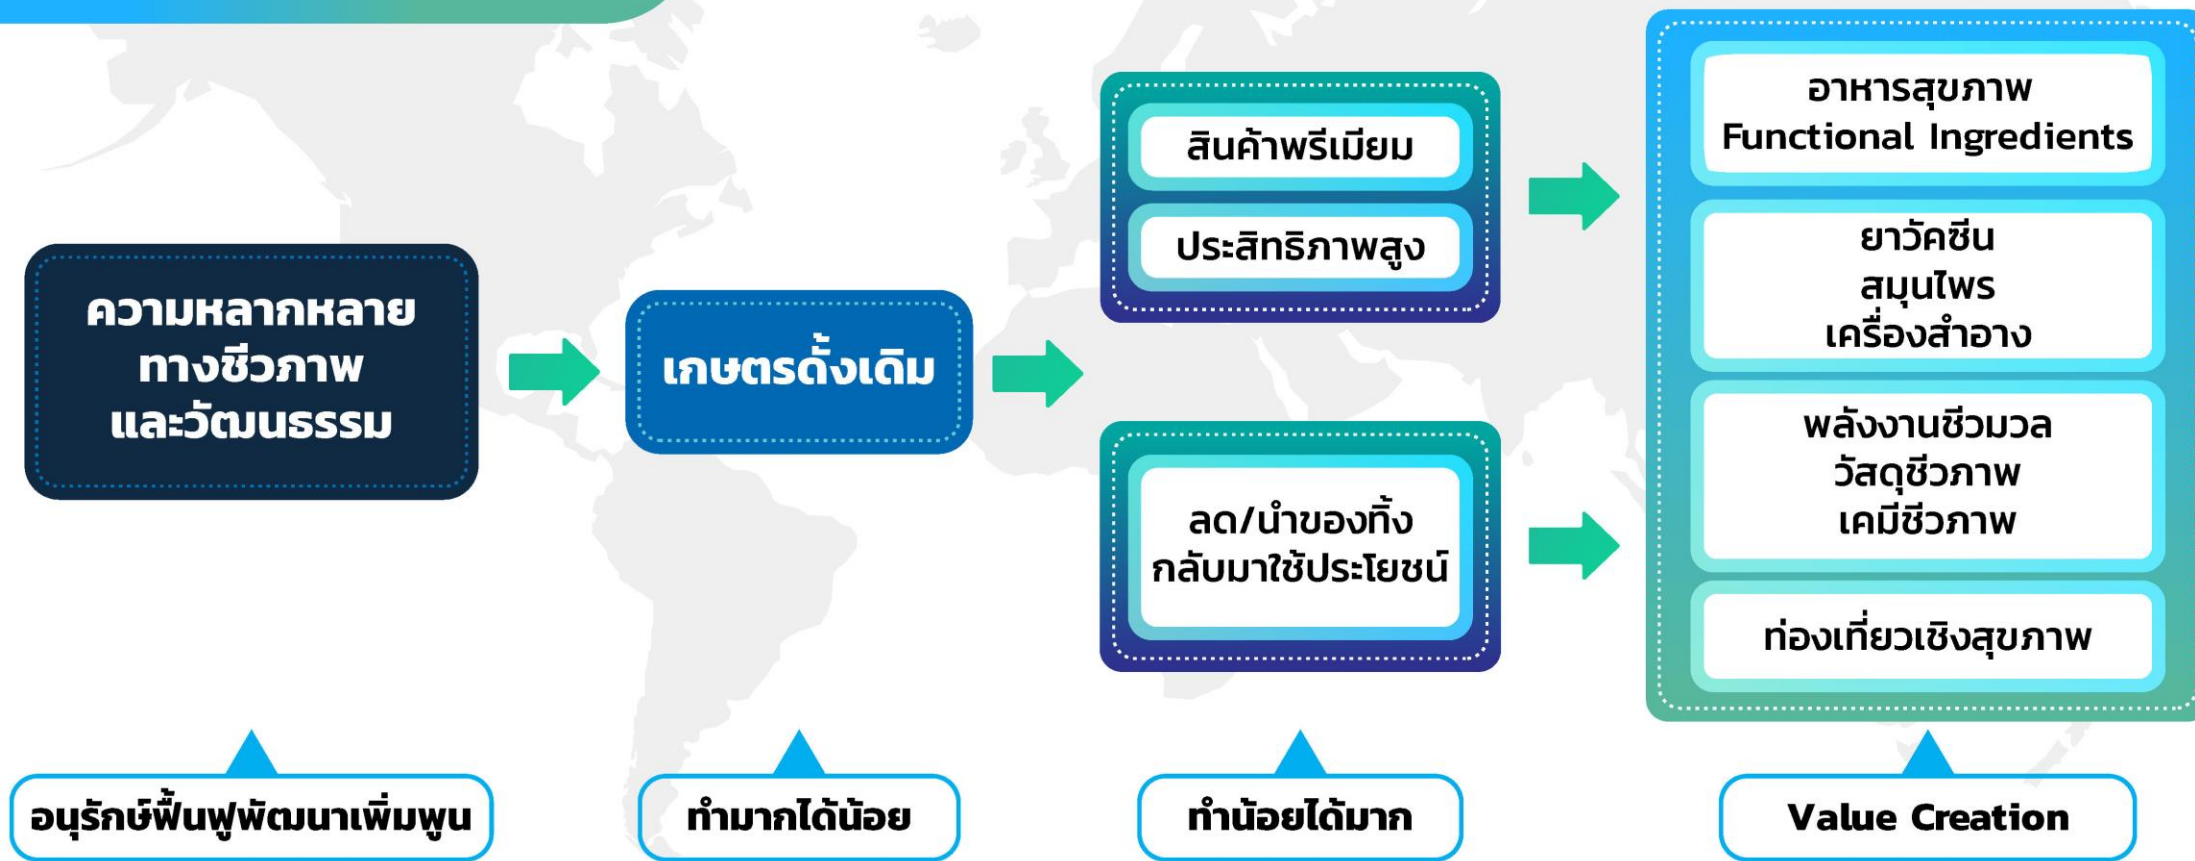 ความหลากหลาย
ทางชีวภาพ
และวัฒนธรรม
เกษตรดั้งเดิม
สินค้าพรีเมียม
ประสิทธิภาพสูง
ลด/นำของทิ้ง
กลับมาใช้ประโยชน์
อาหารสุขภาพ
Functional Ingredients
ยาวัคซีน
สมุนไพร
เครื่องสำอาง
พลังงานชีวมวล
วัสดุชีวภาพ
เคมีชีวภาพ
ท่องเที่ยวเชิงสุขภาพ
อนุรักษ์ฟื้นฟูพัฒนาเพิ่มพูน
ทำมากได้น้อย
ทำน้อยได้มาก
Value Creation